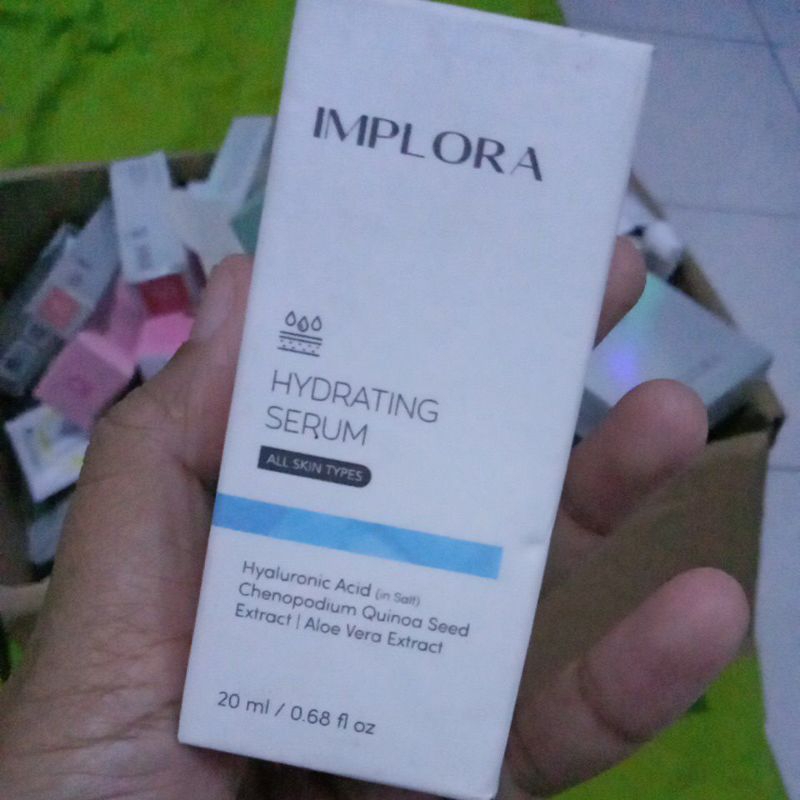 IMPLORA
HYDRATING
SERUM
ALL SKIN TYPES
Hyaluronic Acid (in Salt)
Chenopodium Quinoa Seed
Extract | Aloe Vera Extract
20 ml / 0.68 fl oz